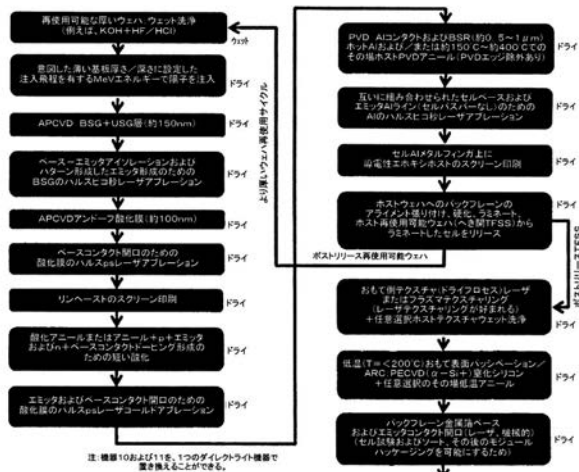 再使用可能な厚いウェハ、ウェット洗浄
(例えば、KOH+HF/HCl)
ウェット
意図した薄い基板厚さ/深さに設定した
注入飛程を有するMeVエネルギーで陽子を注入
ドライ
APCVD BSG+USG層(約150nm)
ドライ
ベース-エミッタアイソレーションおよび
パターン形成したエミッタ形成のための
BSGのパルスピコ秒レーザアブレーション
ドライ
APCVDアンドープ酸化膜(約100nm)
ドライ
ベースコンタクト開口のための
酸化膜のパルスpsレーザアブレーション
ドライ
リンペーストのスクリーン印刷
ドライ
酸化アニールまたはアニール+p+エミッタ
およびn+ベースコンタクトドーピング形成の
ための短い酸化
ドライ
エミッタおよびベースコンタクト開口のための
酸化膜のパルスpsレーザコールドアブレーション
ドライ
注: 機器10および11を、1つのダイレクトライト機器で
置き換えることができる。
より薄いウェハ再使用サイクル
PVD AlコンタクトおよびBSR(約0.5~1μm)
ホットAlおよび/または約150℃~約400℃での
その場ポストPVDアニール(PVDエッジ除外あり)
ドライ
互いに組み合わせられたセルベースおよび
エミッタAlライン(セルバスバーなし)のための
Alのパルスピコ秒レーザアブレーション
ドライ
セルAlメタルフィンガ上に
導電性エポキシポストのスクリーン印刷
ドライ
ホストウェハへのバックプレーンの
アライメント張り付け、硬化、ラミネート、
ホスト再使用可能ウェハ(へき開TFSS)から
ラミネートしたセルをリリース
ドライ
ポストリリース再使用可能ウェハ
ポストリリースTFSS
おもて側テクスチャ(ドライプロセス)レーザ
またはプラズマテクスチャリング
(レーザテクスチャリングが好まれる)
+任意選択ポストテクスチャウェット洗浄
ドライ
低温(T=<200℃)おもて表面パッシベーション/
ARC: PECVD(α-Si+)窒化シリコン
+任意選択のその場低温アニール
ドライ
バックプレーン金属箔ベース
およびエミッタコンタクト開口(レーザ、機械的)
(セル試験およびソート、その後のモジュール
パッケージングを可能にするため)
ドライ